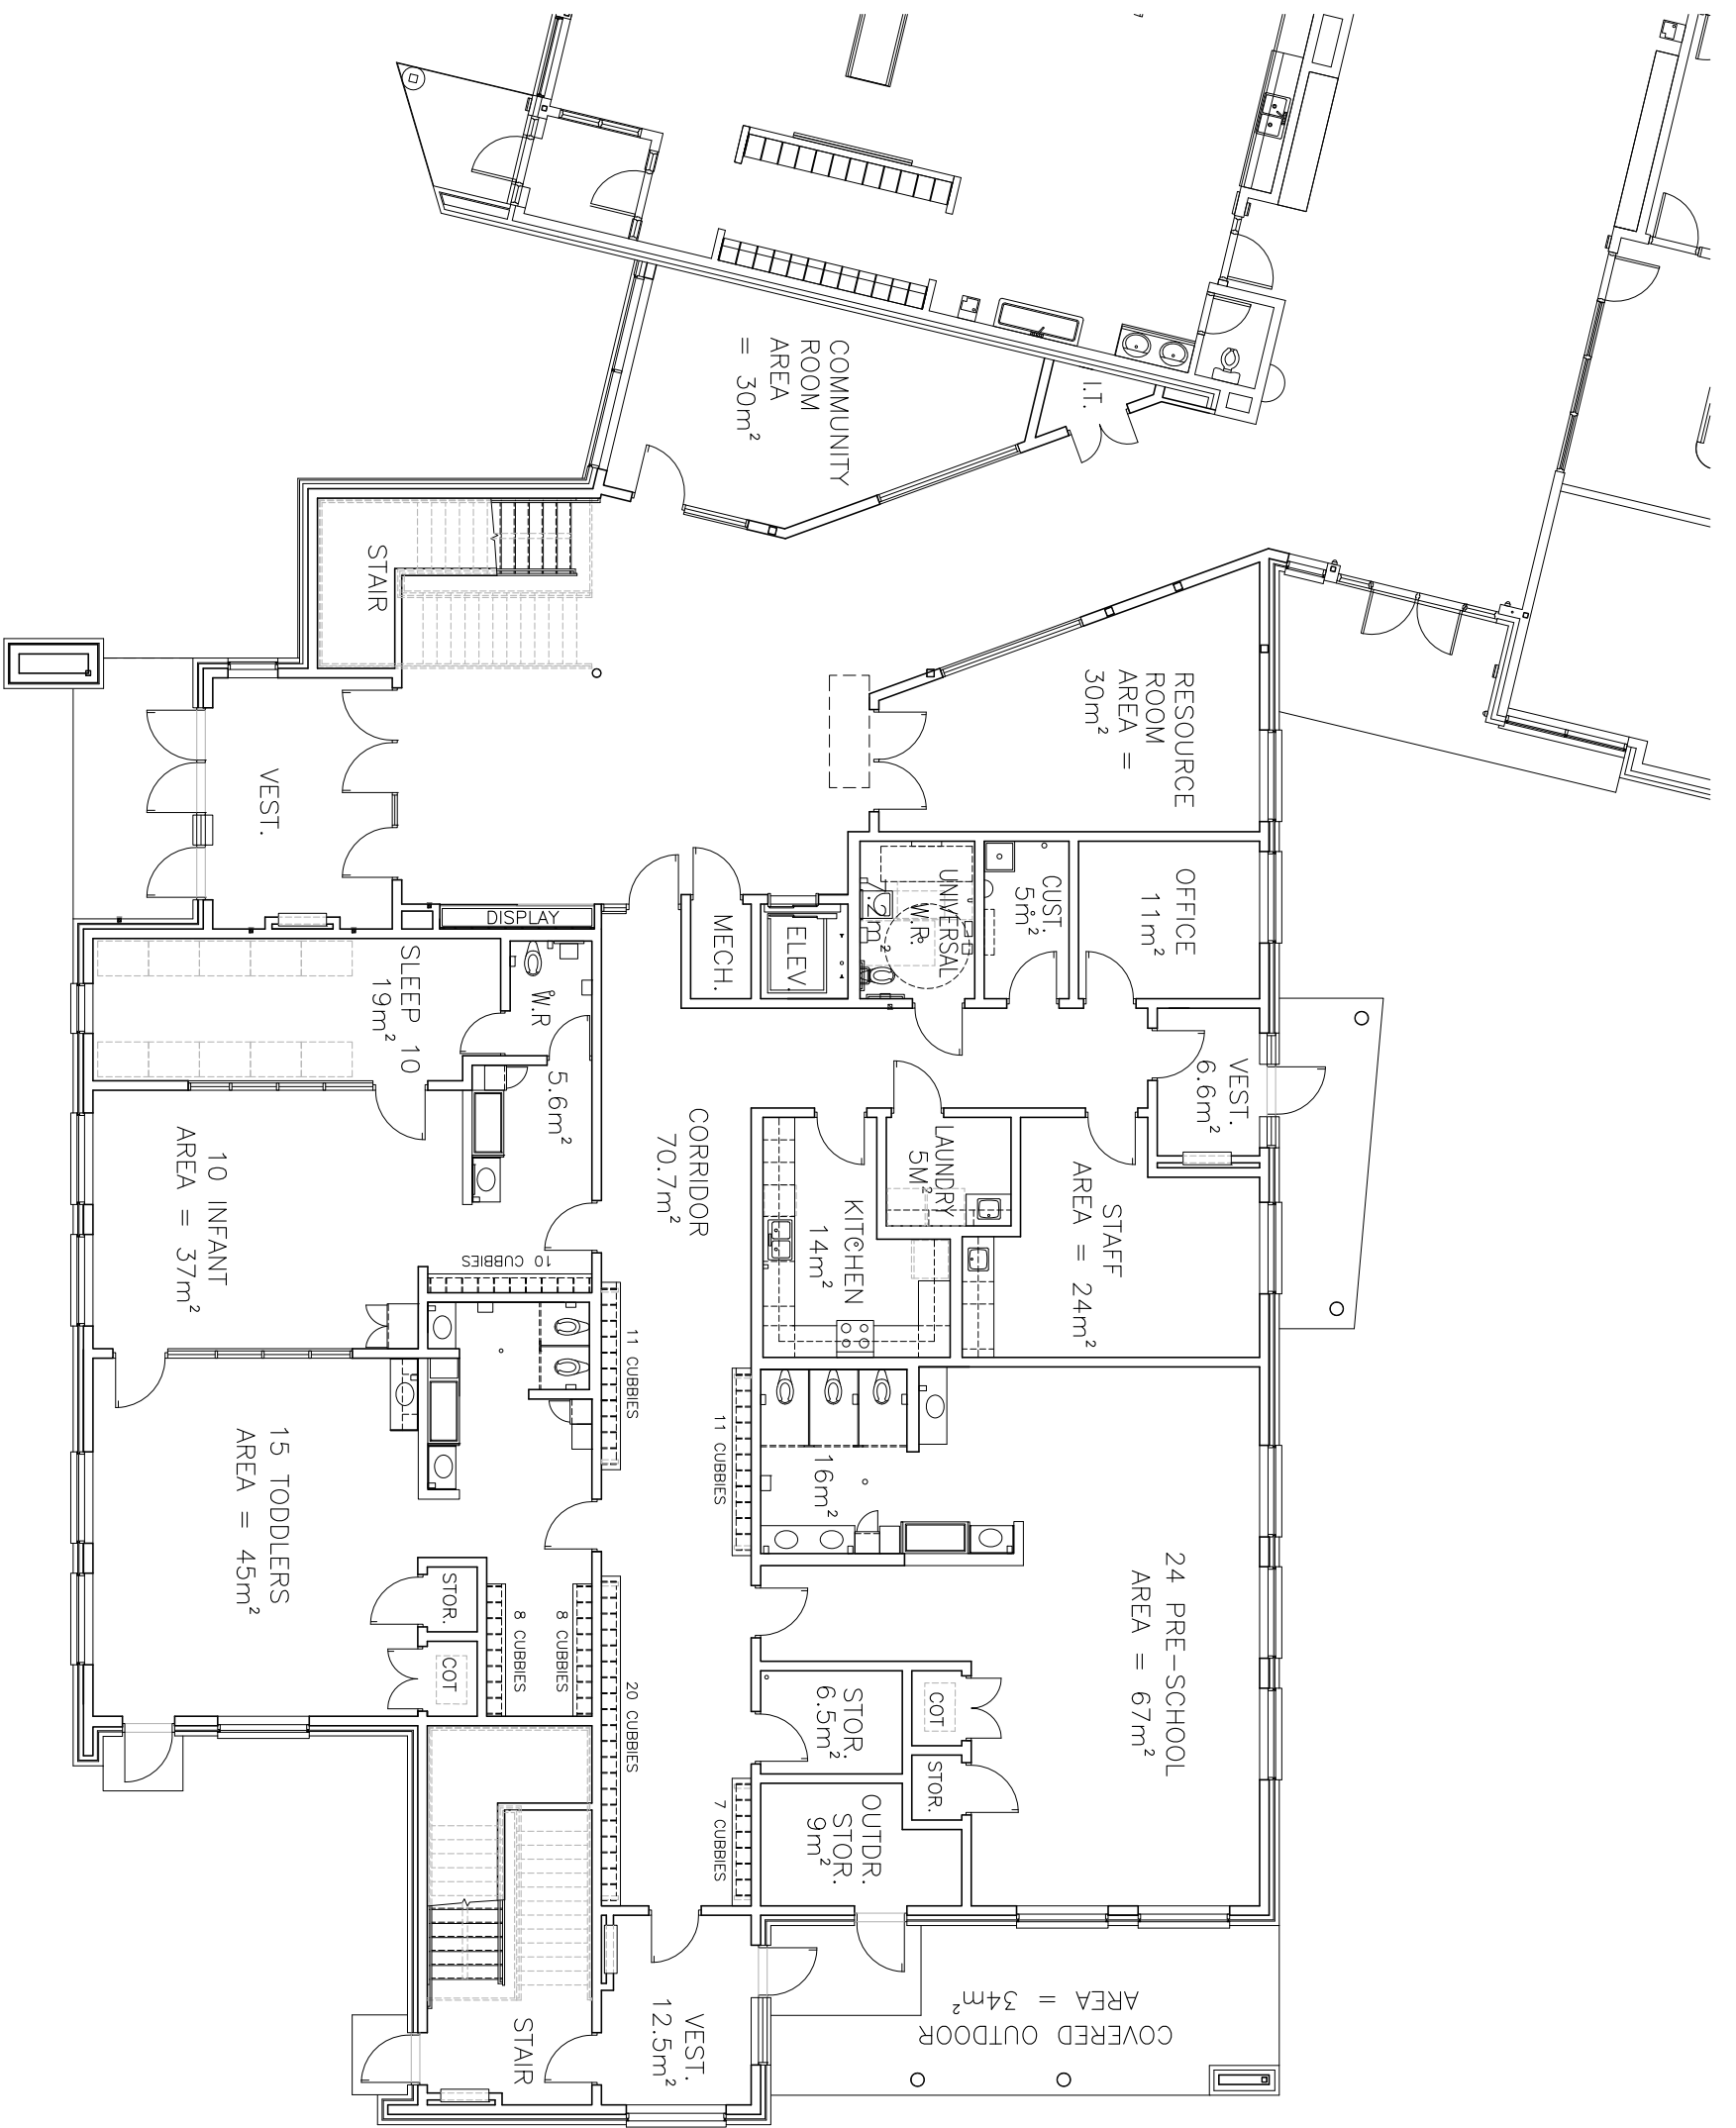 COMMUNITY
ROOM
AREA
= 30m²
I.T.
STAIR
RESOURCE
ROOM
AREA =
30m²
VEST.
OFFICE
11m²
CUST.
5m²
UNIVERSAL
W.R.
m²
ELEV.
MECH.
DISPLAY
SLEEP 10
19m²
W.R
5.6m²
VEST.
6.6m²
CORRIDOR
70.7m²
LAUNDRY
5M²
KITCHEN
14m²
STAFF
AREA = 24m²
10 INFANT
AREA = 37m²
10 CUBBIES
11 CUBBIES
11 CUBBIES
16m²
15 TODDLERS
AREA = 45m²
STOR.
COT
8 CUBBIES
8 CUBBIES
20 CUBBIES
7 CUBBIES
24 PRE-SCHOOL
AREA = 67m²
STOR.
6.5m²
COT
STOR.
OUTDR.
STOR.
9m²
COVERED OUTDOOR
AREA = 34m²
VEST.
12.5m²
STAIR